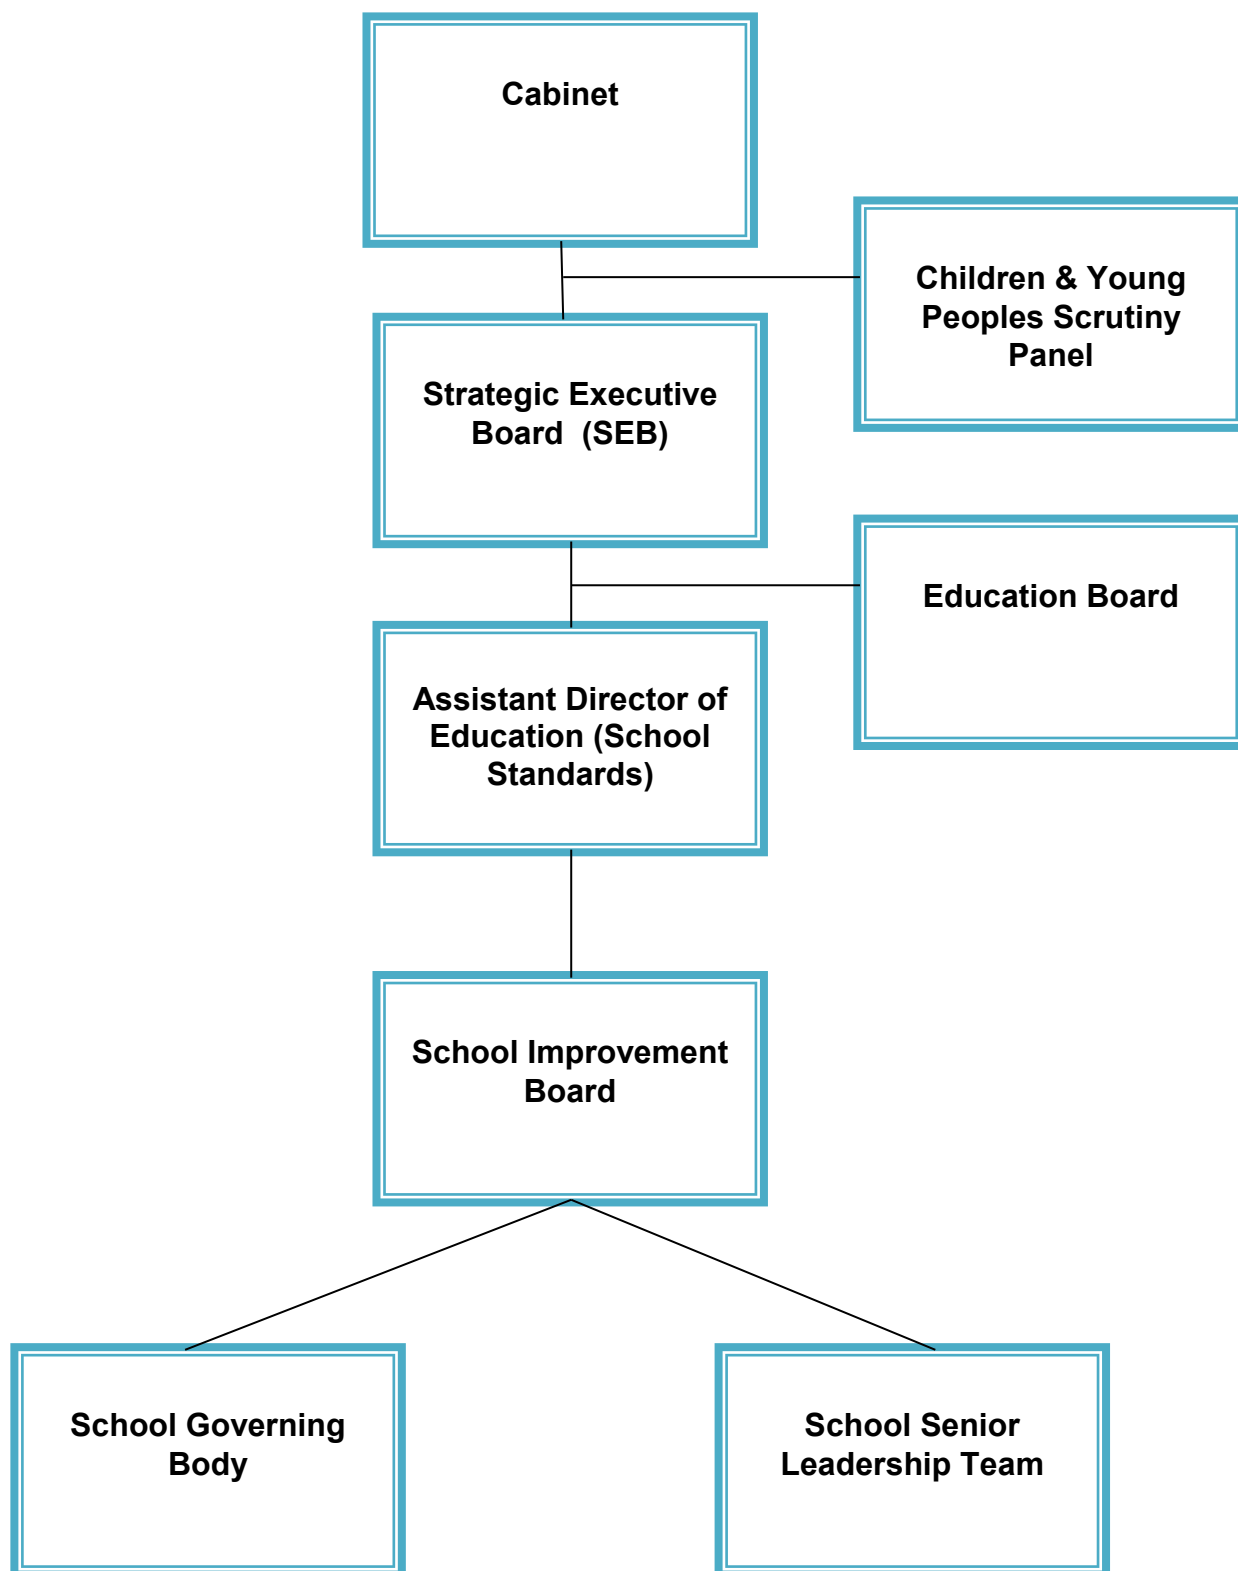 Cabinet
Children & Young
Peoples Scrutiny
Panel
Strategic Executive
Board  (SEB)
Education Board
Assistant Director of
Education (School
Standards)
School Improvement
Board
School Governing
Body
School Senior
Leadership Team